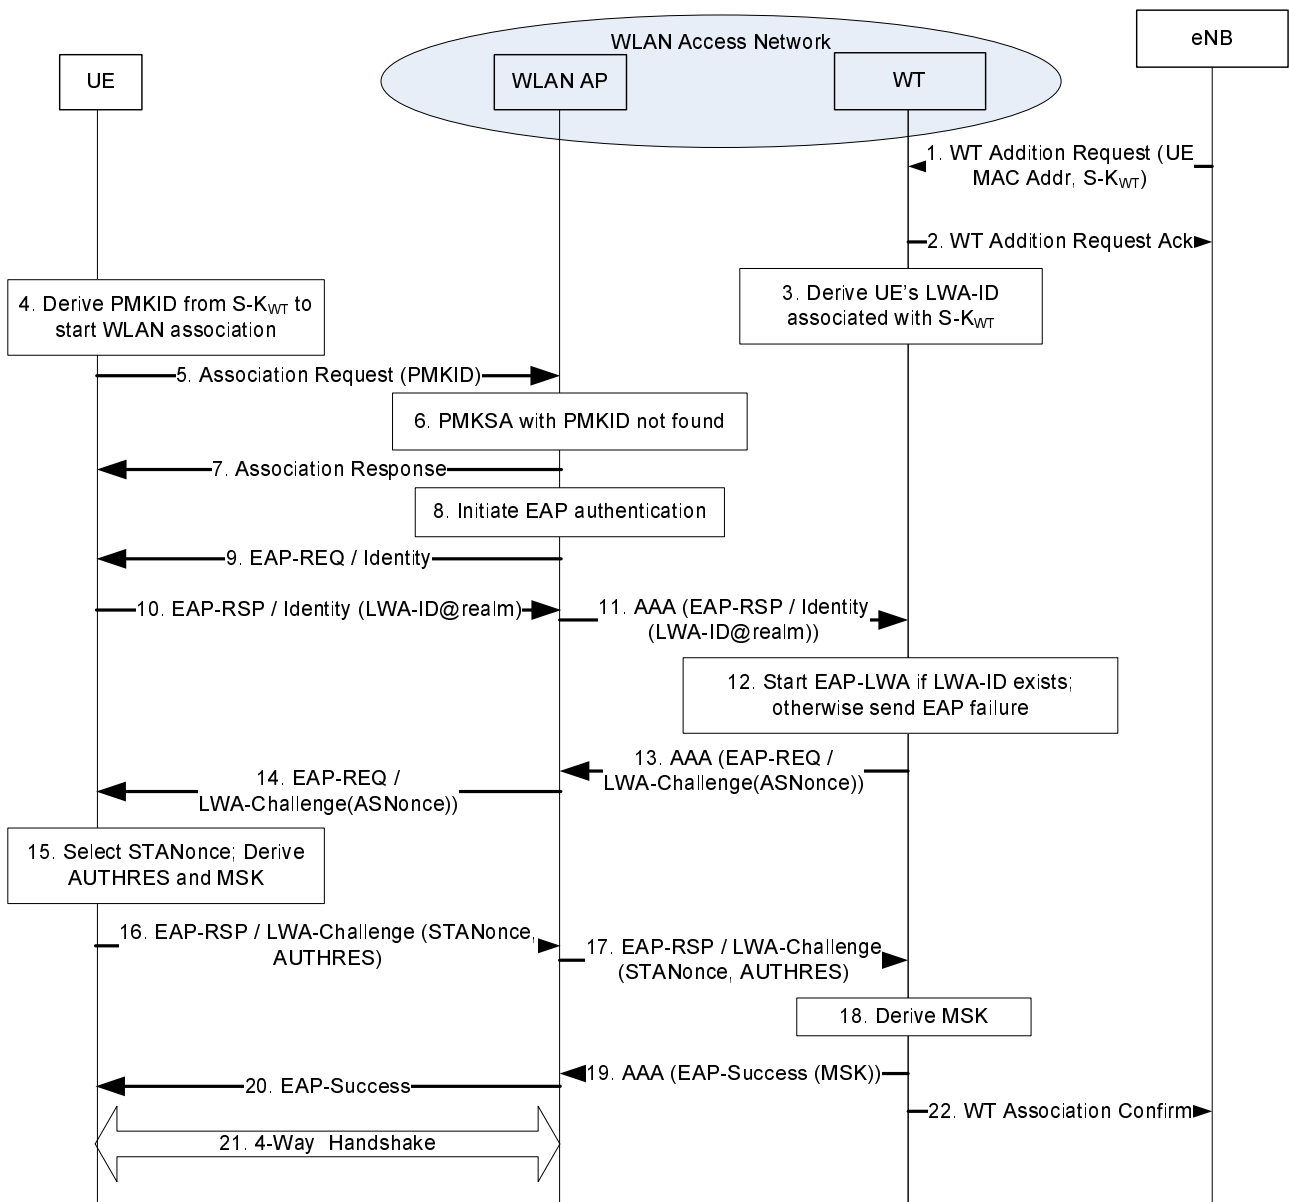 WLAN Access Network
eNB
UE
WLAN AP
WT
1. WT Addition Request (UE
MAC Addr, S-KWT)
2. WT Addition Request Ack
3. Derive UE's LWA-ID
associated with S-KWT
4. Derive PMKID from S-KWT to
start WLAN association
5. Association Request (PMKID)
6. PMKSA with PMKID not found
7. Association Response
8. Initiate EAP authentication
9. EAP-REQ / Identity
10. EAP-RSP / Identity (LWA-ID@realm)
11. AAA (EAP-RSP / Identity
(LWA-ID@realm))
12. Start EAP-LWA if LWA-ID exists;
otherwise send EAP failure
13. AAA (EAP-REQ /
LWA-Challenge(ASNonce))
14. EAP-REQ /
LWA-Challenge(ASNonce))
15. Select STANonce; Derive
AUTHRES and MSK
16. EAP-RSP / LWA-Challenge (STANonce,
AUTHRES)
17. EAP-RSP / LWA-Challenge
(STANonce, AUTHRES)
18. Derive MSK
19. AAA (EAP-Success (MSK))
20. EAP-Success
21. 4-Way Handshake
22. WT Association Confirm